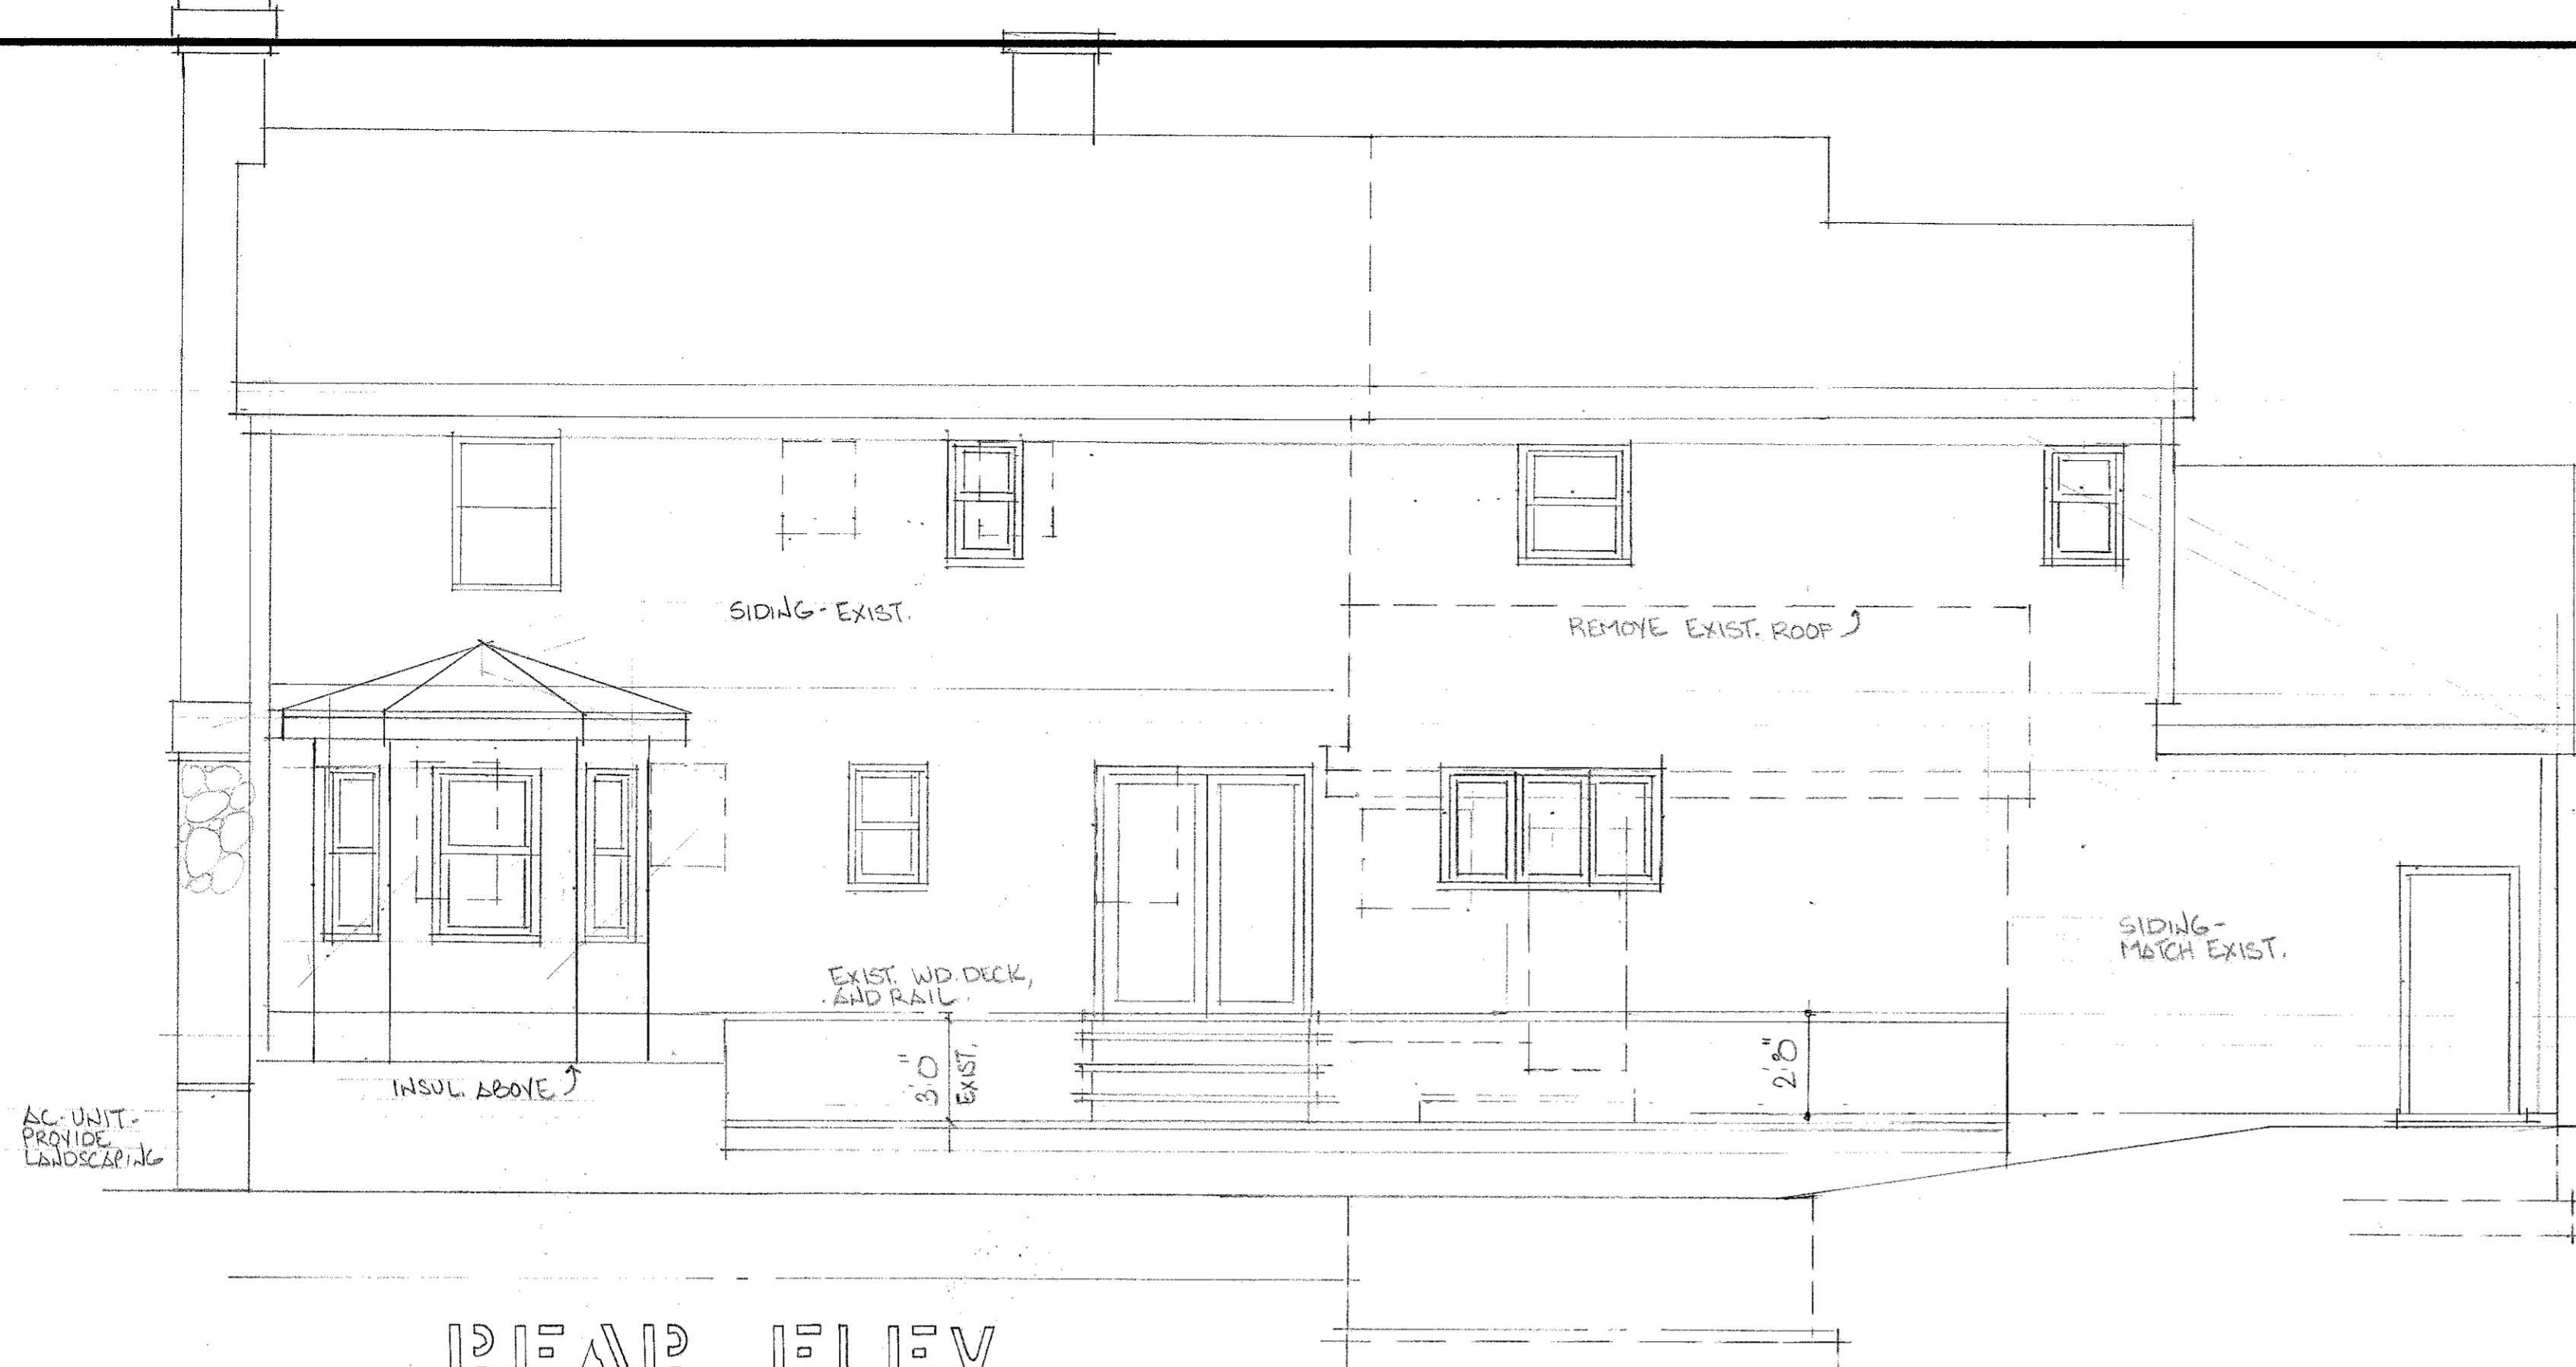 SIDING-EXIST.
REMOVE EXIST. ROOF
EXIST. WD. DECK,
AND RAIL.
SIDING-
MATCH EXIST.
3'.0"
EXIST.
2'.8"
INSUL. ABOVE
AC-UNIT-
PROVIDE
LANDSCAPING
REAR ELEV